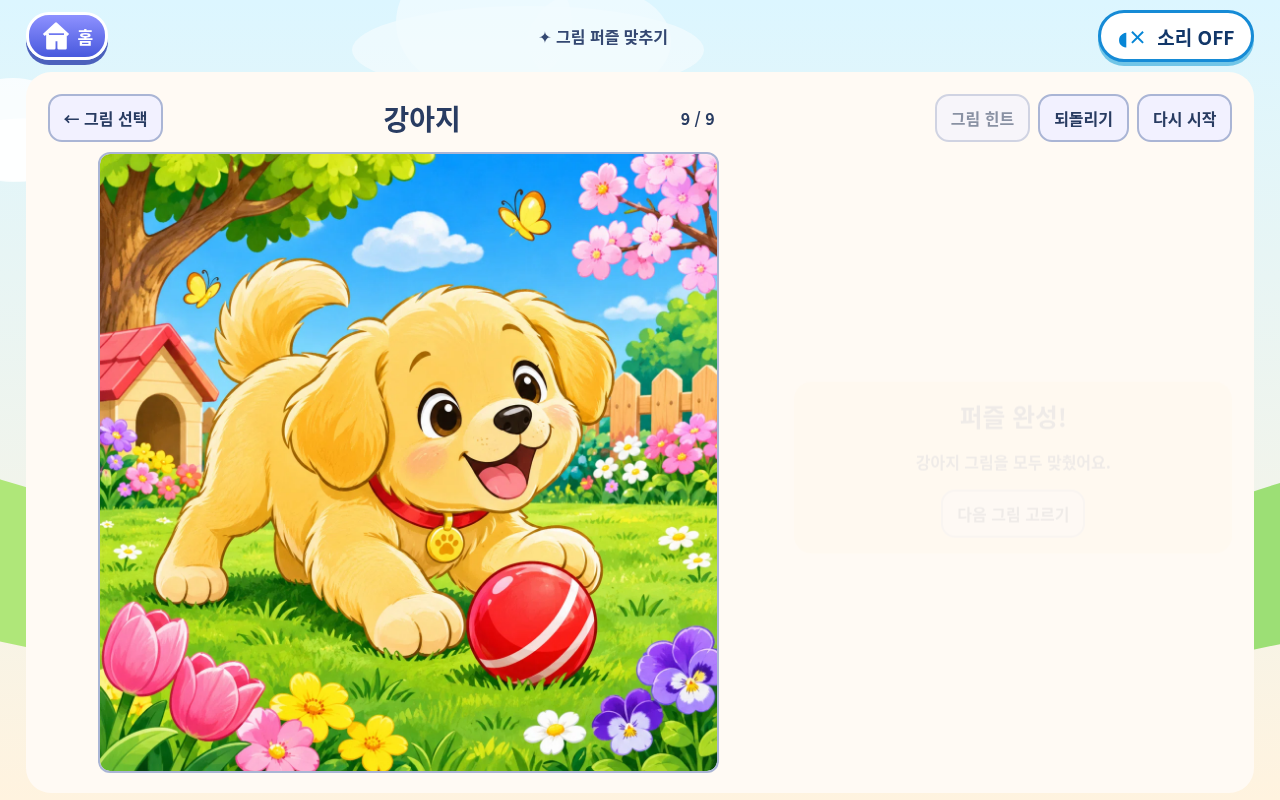 홈
✦ 그림 퍼즐 맞추기
소리 OFF
← 그림 선택
강아지
9 / 9
그림 힌트
되돌리기
다시 시작
퍼즐 완성!
강아지 그림을 모두 맞췄어요.
다음 그림 고르기